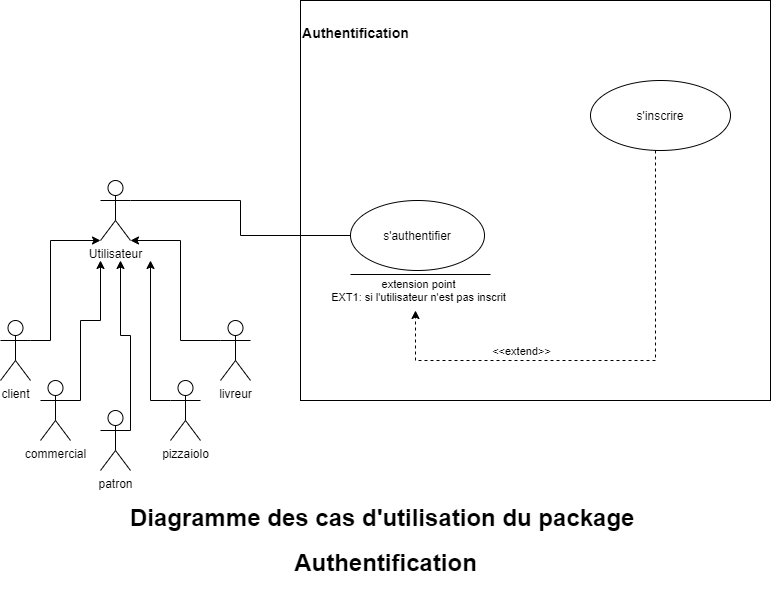 Authentification
s'inscrire
s'authentifier
Utilisateur
extension point
EXT1: si l'utilisateur n'est pas inscrit
<<extend>>
client
livreur
commercial
pizzaiolo
patron
Diagramme des cas d'utilisation du package
Authentification